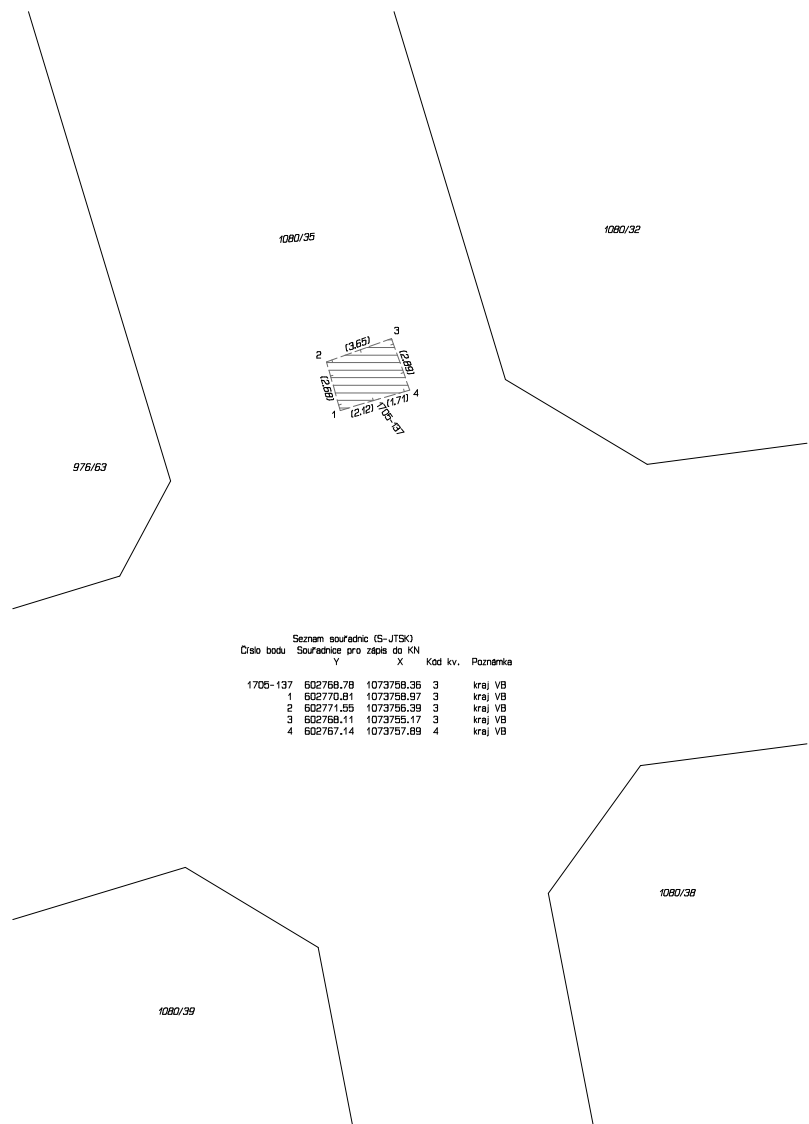 1080/35
1080/32
3
(3.65)
2
(2.89)
(2.68)
4
(1.71)
(2.12)
1
1705-137
976/63
Seznam souřadnic (S-JTSK)
Číslo bodu Souřadnice pro zápis do KN
Y X Kód kv. Poznámka
1705-137 602768.78 1073758.36 3 kraj VB
1 602770.81 1073758.97 3 kraj VB
2 602771.55 1073756.39 3 kraj VB
3 602768.11 1073755.17 3 kraj VB
4 602767.14 1073757.89 4 kraj VB
1080/38
1080/39